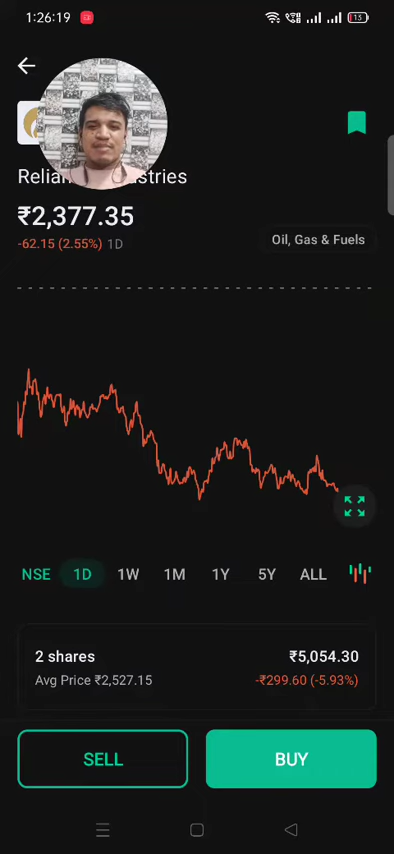 1:26:19
13
Relian ustries
₹2,377.35
-62.15 (2.55%) 1D
Oil, Gas & Fuels
NSE 1D 1W 1M 1Y 5Y ALL
2 shares ₹5,054.30
Avg Price ₹2,527.15 -₹299.60 (-5.93%)
SELL BUY